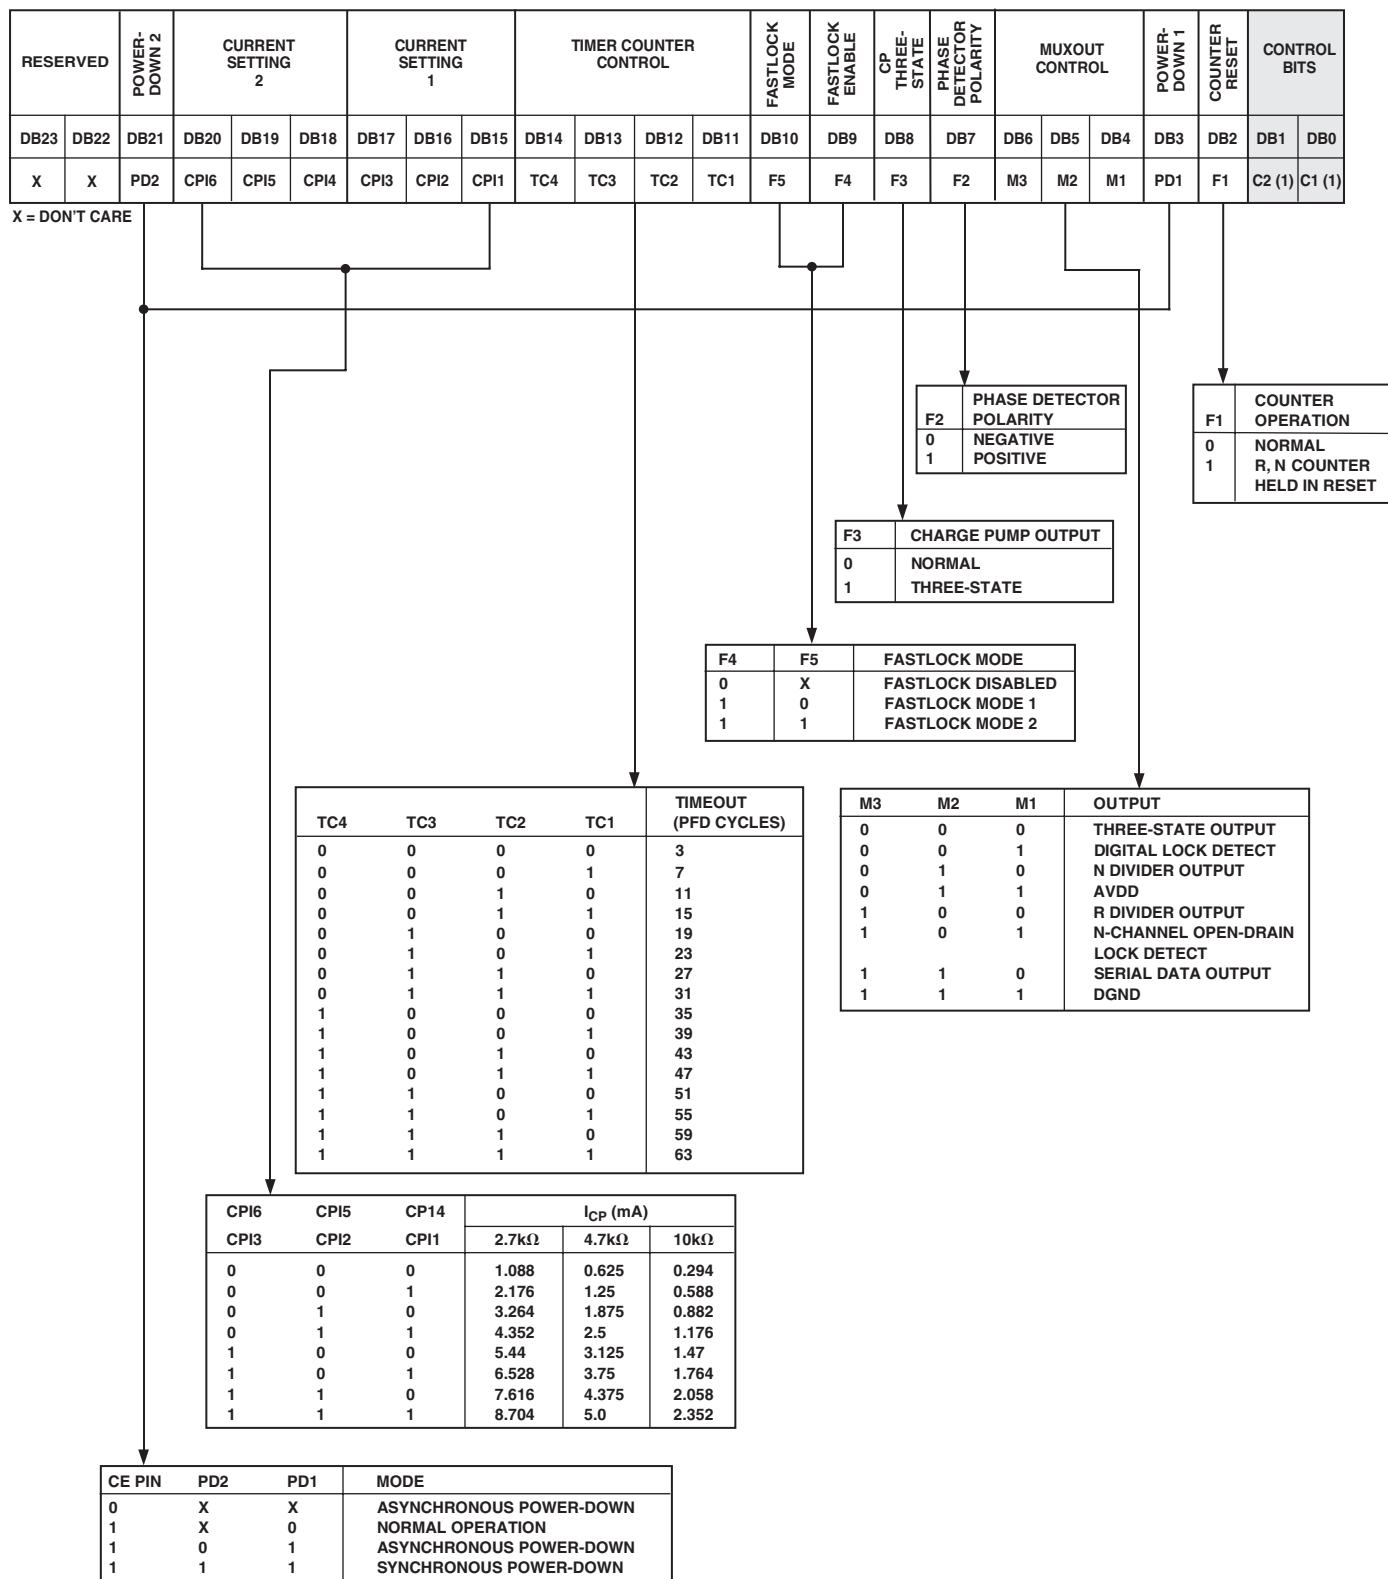 RESERVED POWER-DOWN 2 CURRENT SETTING 2 CURRENT SETTING 1 TIMER COUNTER CONTROL FASTLOCK MODE FASTLOCK ENABLE CP THREE-STATE PHASE DETECTOR POLARITY MUXOUT CONTROL POWER-DOWN 1 COUNTER RESET CONTROL BITS
DB23 DB22 DB21 DB20 DB19 DB18 DB17 DB16 DB15 DB14 DB13 DB12 DB11 DB10 DB9 DB8 DB7 DB6 DB5 DB4 DB3 DB2 DB1 DB0
X X PD2 CPI6 CPI5 CPI4 CPI3 CPI2 CPI1 TC4 TC3 TC2 TC1 F5 F4 F3 F2 M3 M2 M1 PD1 F1 C2 (1) C1 (1)
X = DON'T CARE
F2 PHASE DETECTOR POLARITY
0 NEGATIVE
1 POSITIVE
F1 COUNTER OPERATION
0 NORMAL
1 R, N COUNTER
HELD IN RESET
F3 CHARGE PUMP OUTPUT
0 NORMAL
1 THREE-STATE
F4 F5 FASTLOCK MODE
0 X FASTLOCK DISABLED
1 0 FASTLOCK MODE 1
1 1 FASTLOCK MODE 2
TC4 TC3 TC2 TC1 TIMEOUT (PFD CYCLES)
0 0 0 0 3
0 0 0 1 7
0 0 1 0 11
0 0 1 1 15
0 1 0 0 19
0 1 0 1 23
0 1 1 0 27
0 1 1 1 31
1 0 0 0 35
1 0 0 1 39
1 0 1 0 43
1 0 1 1 47
1 1 0 0 51
1 1 0 1 55
1 1 1 0 59
1 1 1 1 63
M3 M2 M1 OUTPUT
0 0 0 THREE-STATE OUTPUT
0 0 1 DIGITAL LOCK DETECT
0 1 0 N DIVIDER OUTPUT
0 1 1 AVDD
1 0 0 R DIVIDER OUTPUT
1 0 1 N-CHANNEL OPEN-DRAIN
LOCK DETECT
1 1 0 SERIAL DATA OUTPUT
1 1 1 DGND
CPI6 CPI5 CP14 ICP (mA)
CPI3 CPI2 CPI1 2.7kΩ 4.7kΩ 10kΩ
0 0 0 1.088 0.625 0.294
0 0 1 2.176 1.25 0.588
0 1 0 3.264 1.875 0.882
0 1 1 4.352 2.5 1.176
1 0 0 5.44 3.125 1.47
1 0 1 6.528 3.75 1.764
1 1 0 7.616 4.375 2.058
1 1 1 8.704 5.0 2.352
CE PIN PD2 PD1 MODE
0 X X ASYNCHRONOUS POWER-DOWN
1 X 0 NORMAL OPERATION
1 0 1 ASYNCHRONOUS POWER-DOWN
1 1 1 SYNCHRONOUS POWER-DOWN